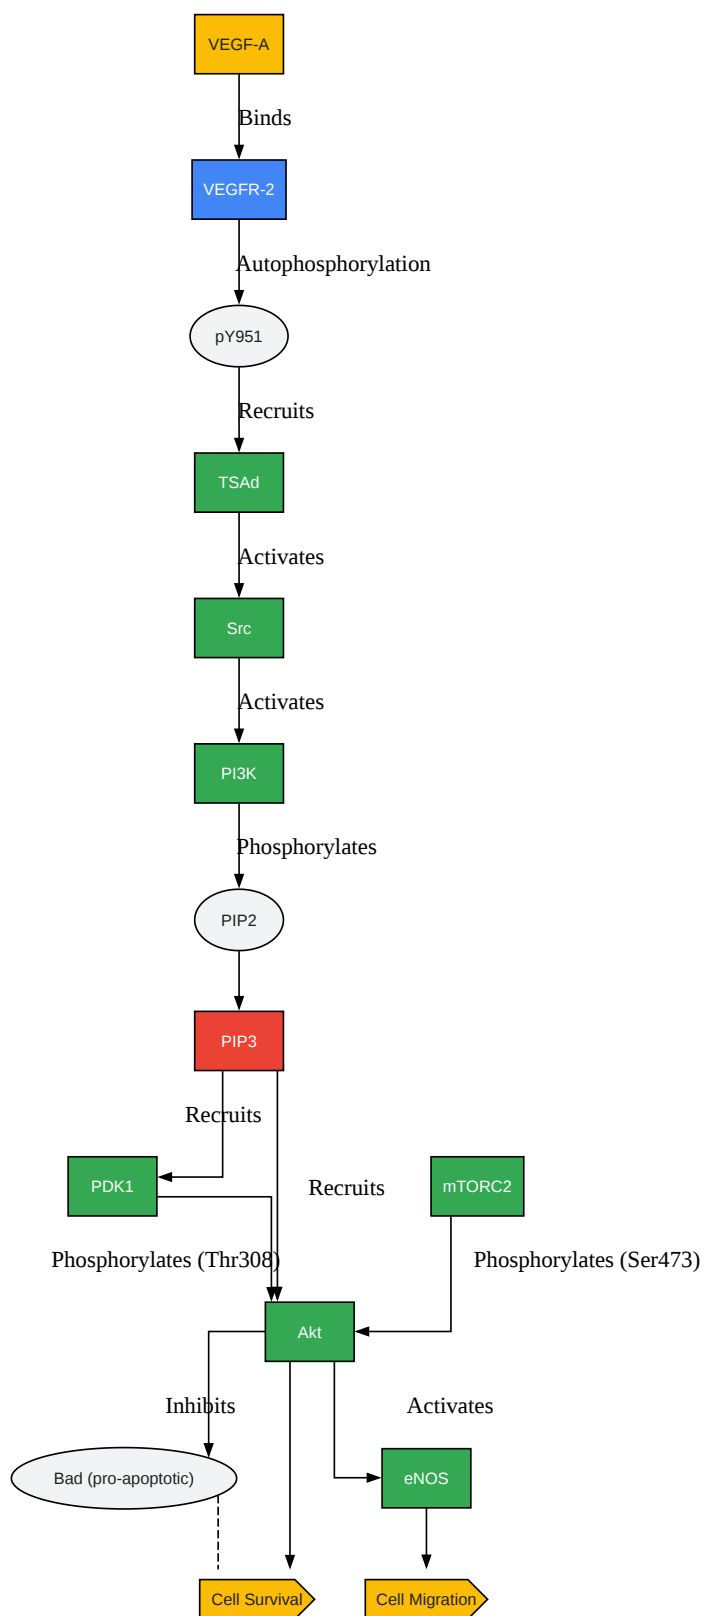 VEGF-A
Binds
VEGFR-2
Autophosphorylation
pY951
Recruits
TSAd
Activates
Src
Activates
PI3K
Phosphorylates
PIP2
PIP3
Recruits
PDK1
Recruits
mTORC2
Phosphorylates (Thr308)
Phosphorylates (Ser473)
Akt
Inhibits
Activates
Bad (pro-apoptotic)
eNOS
Cell Survival
Cell Migration